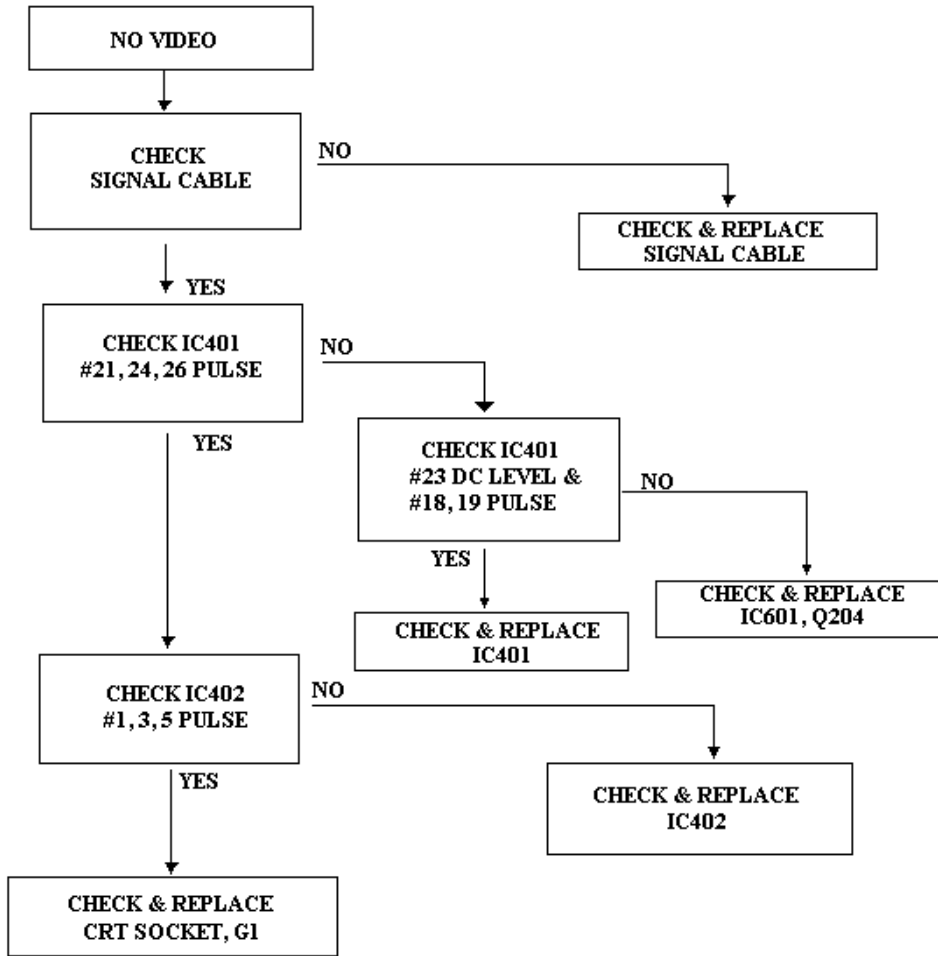 NO VIDEO
CHECK
SIGNAL CABLE
NO
CHECK & REPLACE
SIGNAL CABLE
YES
CHECK IC401
#21, 24, 26 PULSE
NO
YES
CHECK IC401
#23 DC LEVEL &
#18, 19 PULSE
NO
YES
CHECK & REPLACE
IC601, Q204
CHECK & REPLACE
IC401
CHECK IC402
#1, 3, 5 PULSE
NO
YES
CHECK & REPLACE
IC402
CHECK & REPLACE
CRT SOCKET, G1